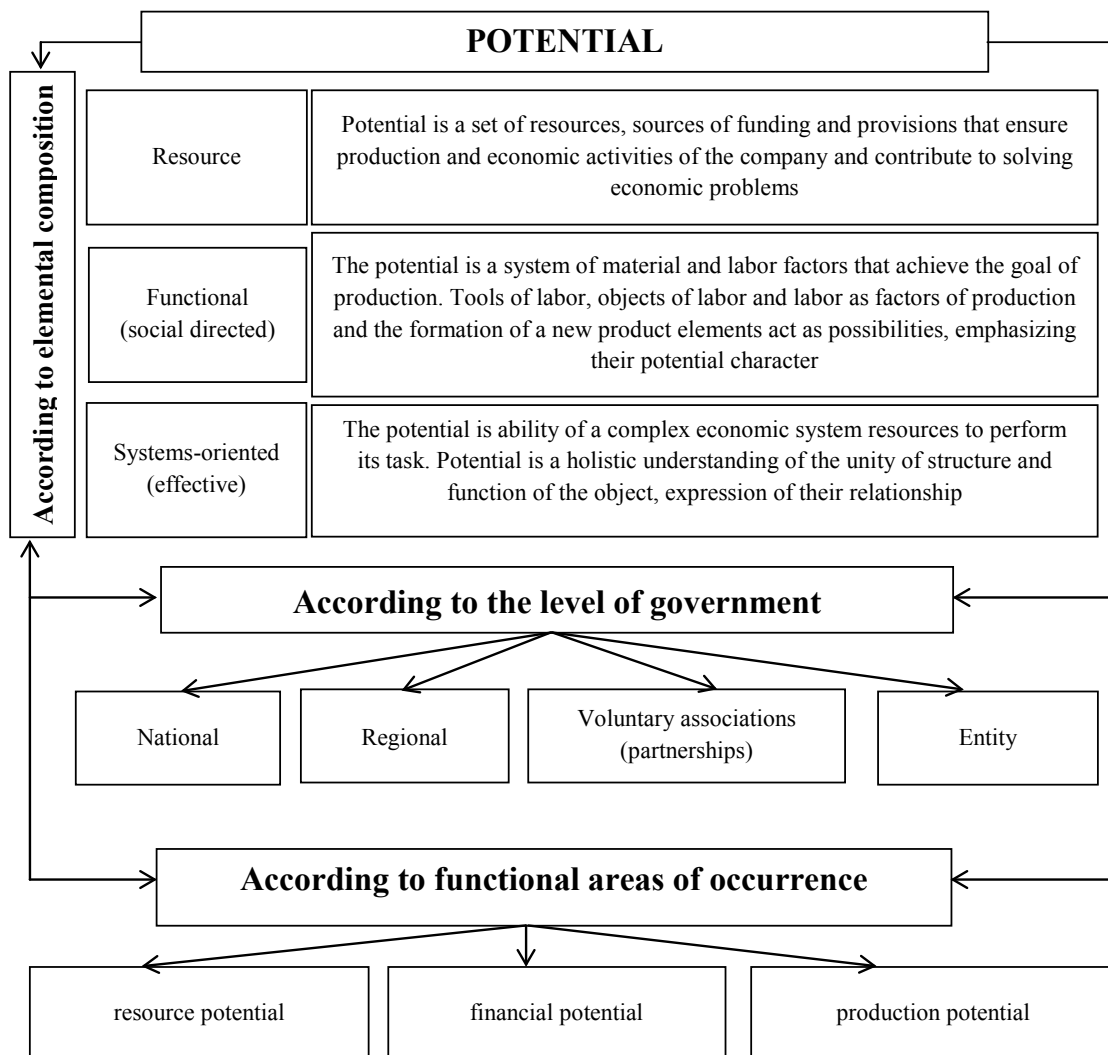 POTENTIAL
According to elemental composition
Resource
Potential is a set of resources, sources of funding and provisions that ensure
production and economic activities of the company and contribute to solving
economic problems
Functional
(social directed)
The potential is a system of material and labor factors that achieve the goal of
production. Tools of labor, objects of labor and labor as factors of production
and the formation of a new product elements act as possibilities, emphasizing
their potential character
Systems-oriented
(effective)
The potential is ability of a complex economic system resources to perform
its task. Potential is a holistic understanding of the unity of structure and
function of the object, expression of their relationship
According to the level of government
National
Regional
Voluntary associations
(partnerships)
Entity
According to functional areas of occurrence
resource potential
financial potential
production potential